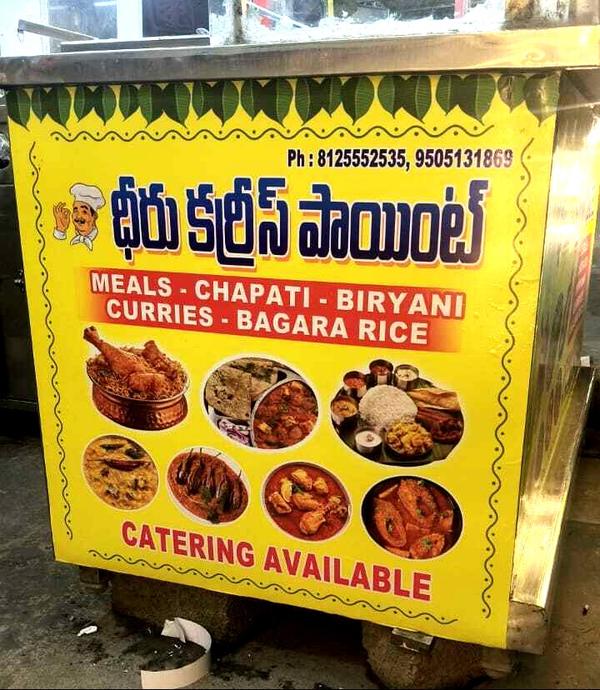 Ph : 8125552535, 9505131869
ధీరు కర్రీస్ పాయింట్
MEALS - CHAPATI - BIRYANI
CURRIES - BAGARA RICE
CATERING AVAILABLE